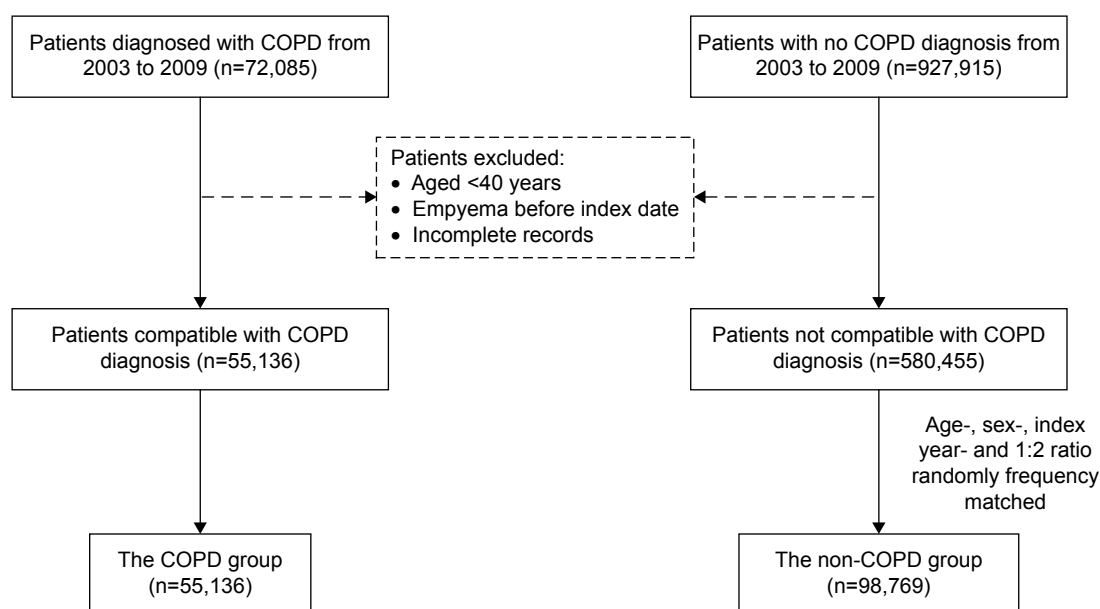 Patients diagnosed with COPD from
2003 to 2009 (n=72,085)
Patients with no COPD diagnosis from
2003 to 2009 (n=927,915)
Patients excluded:
• Aged <40 years
• Empyema before index date
• Incomplete records
Patients compatible with COPD
diagnosis (n=55,136)
Patients not compatible with COPD
diagnosis (n=580,455)
Age-, sex-, index
year- and 1:2 ratio
randomly frequency
matched
The COPD group
(n=55,136)
The non-COPD group
(n=98,769)